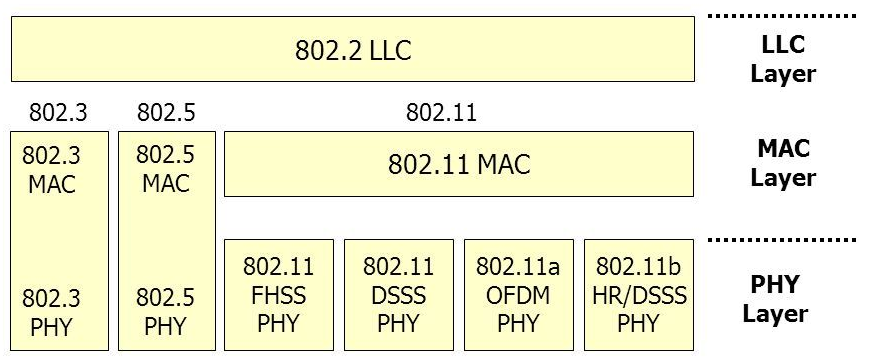 802.2 LLC
LLC
Layer
802.3
802.5
802.11
802.3
MAC
802.5
MAC
802.11 MAC
MAC
Layer
802.3
PHY
802.5
PHY
802.11
FHSS
PHY
802.11
DSSS
PHY
802.11a
OFDM
PHY
802.11b
HR/DSSS
PHY
PHY
Layer